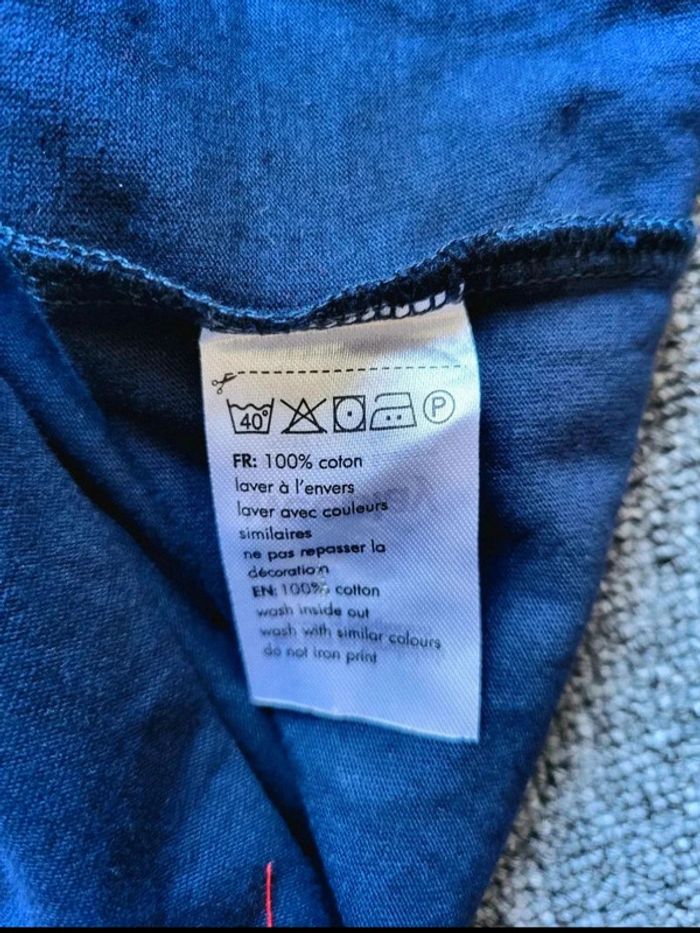 40°
P
FR: 100% coton
laver à l'envers
laver avec couleurs
similaires
ne pas repasser la
décoration
EN: 100% cotton
wash inside out
wash with similar colours
do not iron print